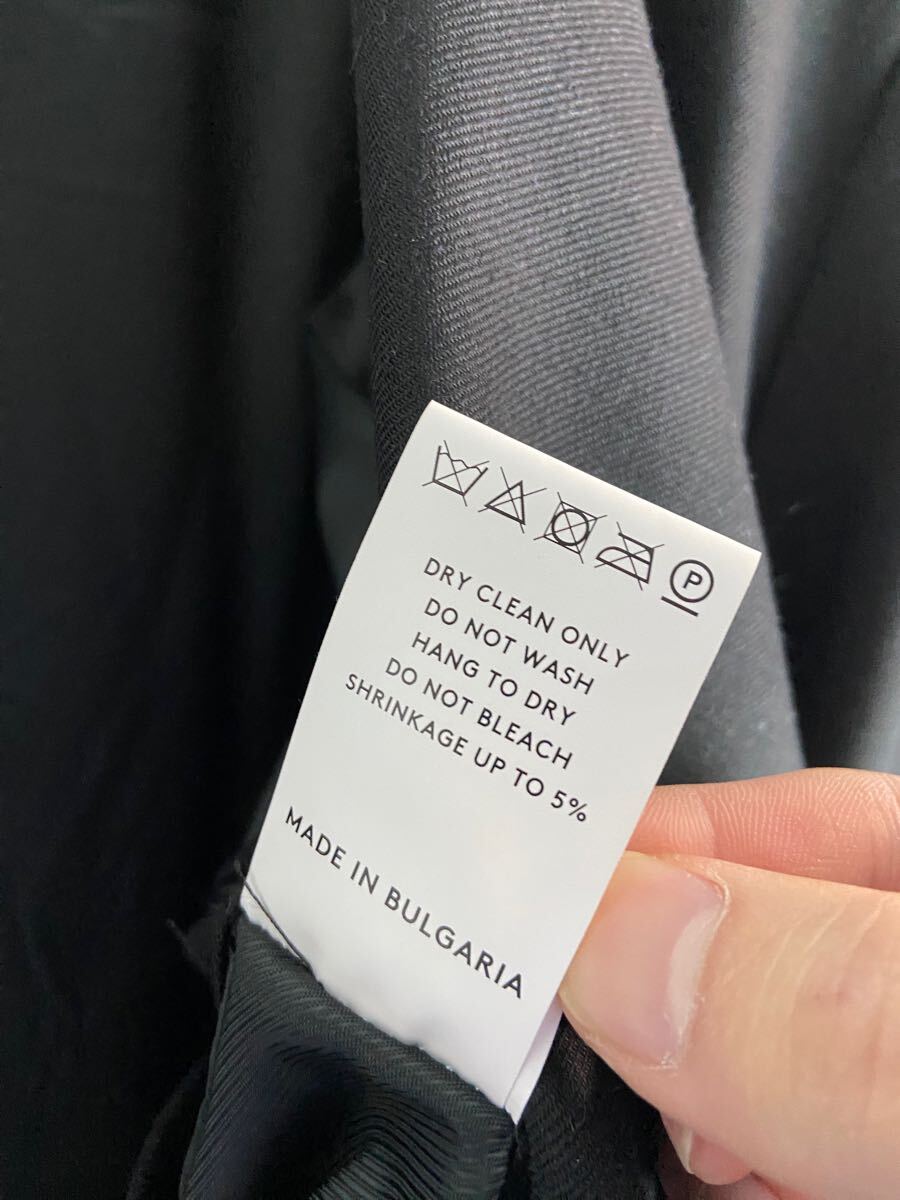 P
DRY CLEAN ONLY
DO NOT WASH
HANG TO DRY
DO NOT BLEACH
SHRINKAGE UP TO 5%
MADE IN BULGARIA